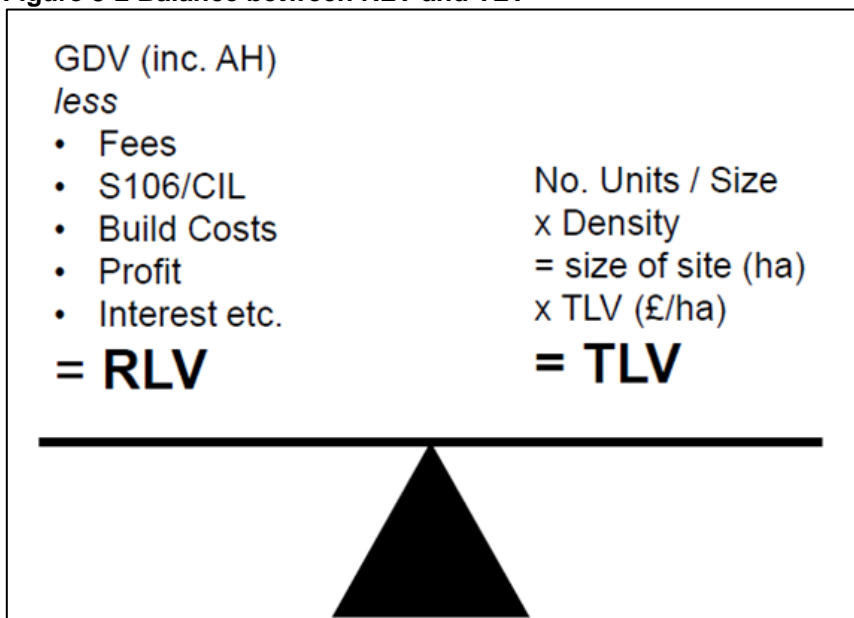 GDV (inc. AH)
less
• Fees
• S106/CIL
• Build Costs
• Profit
• Interest etc.
= RLV
No. Units / Size
x Density
= size of site (ha)
x TLV (£/ha)
= TLV